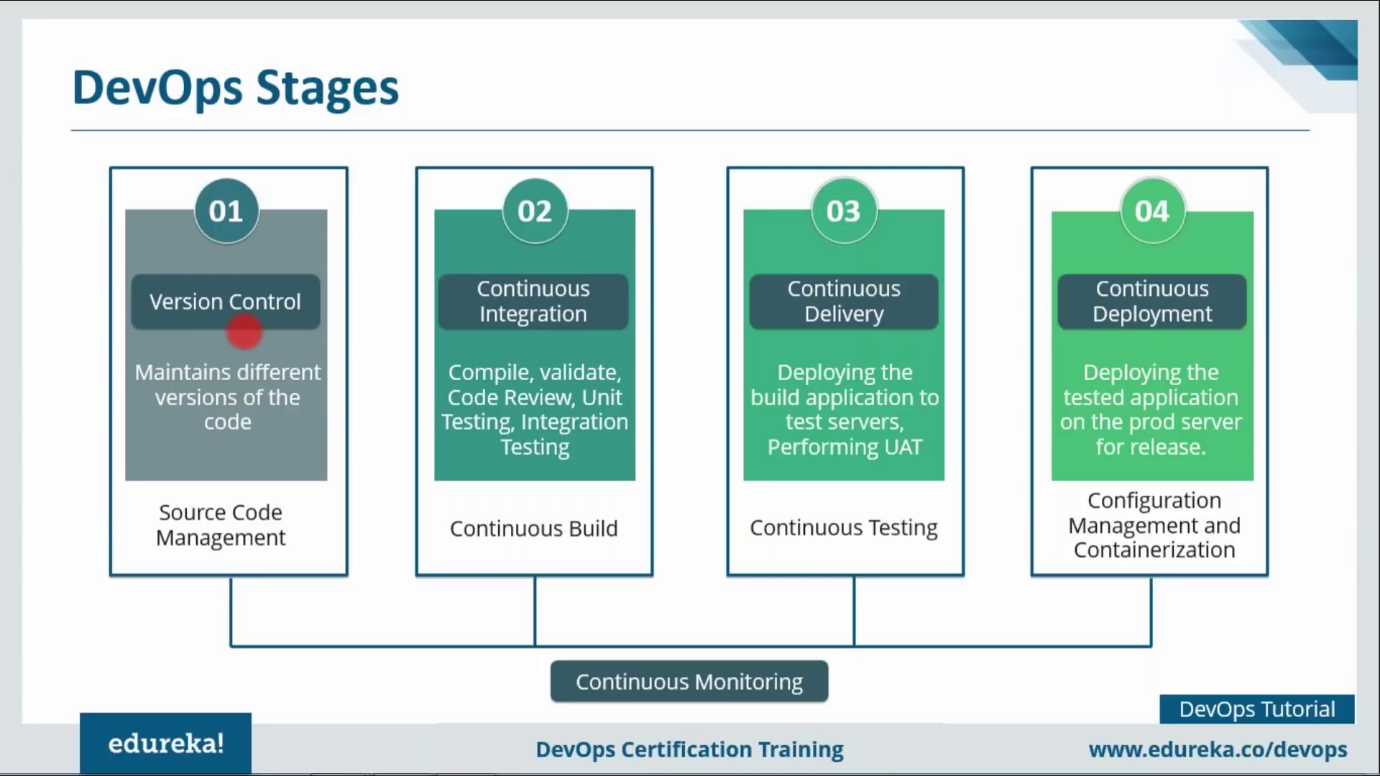 DevOps Stages
01
Version Control
Maintains different
versions of the
code
Source Code
Management
02
Continuous
Integration
Compile, validate,
Code Review, Unit
Testing, Integration
Testing
Continuous Build
03
Continuous
Delivery
Deploying the
build application to
test servers,
Performing UAT
Continuous Testing
04
Continuous
Deployment
Deploying the
tested application
on the prod server
for release.
Configuration
Management and
Containerization
Continuous Monitoring
DevOps Tutorial
edureka!
DevOps Certification Training
www.edureka.co/devops